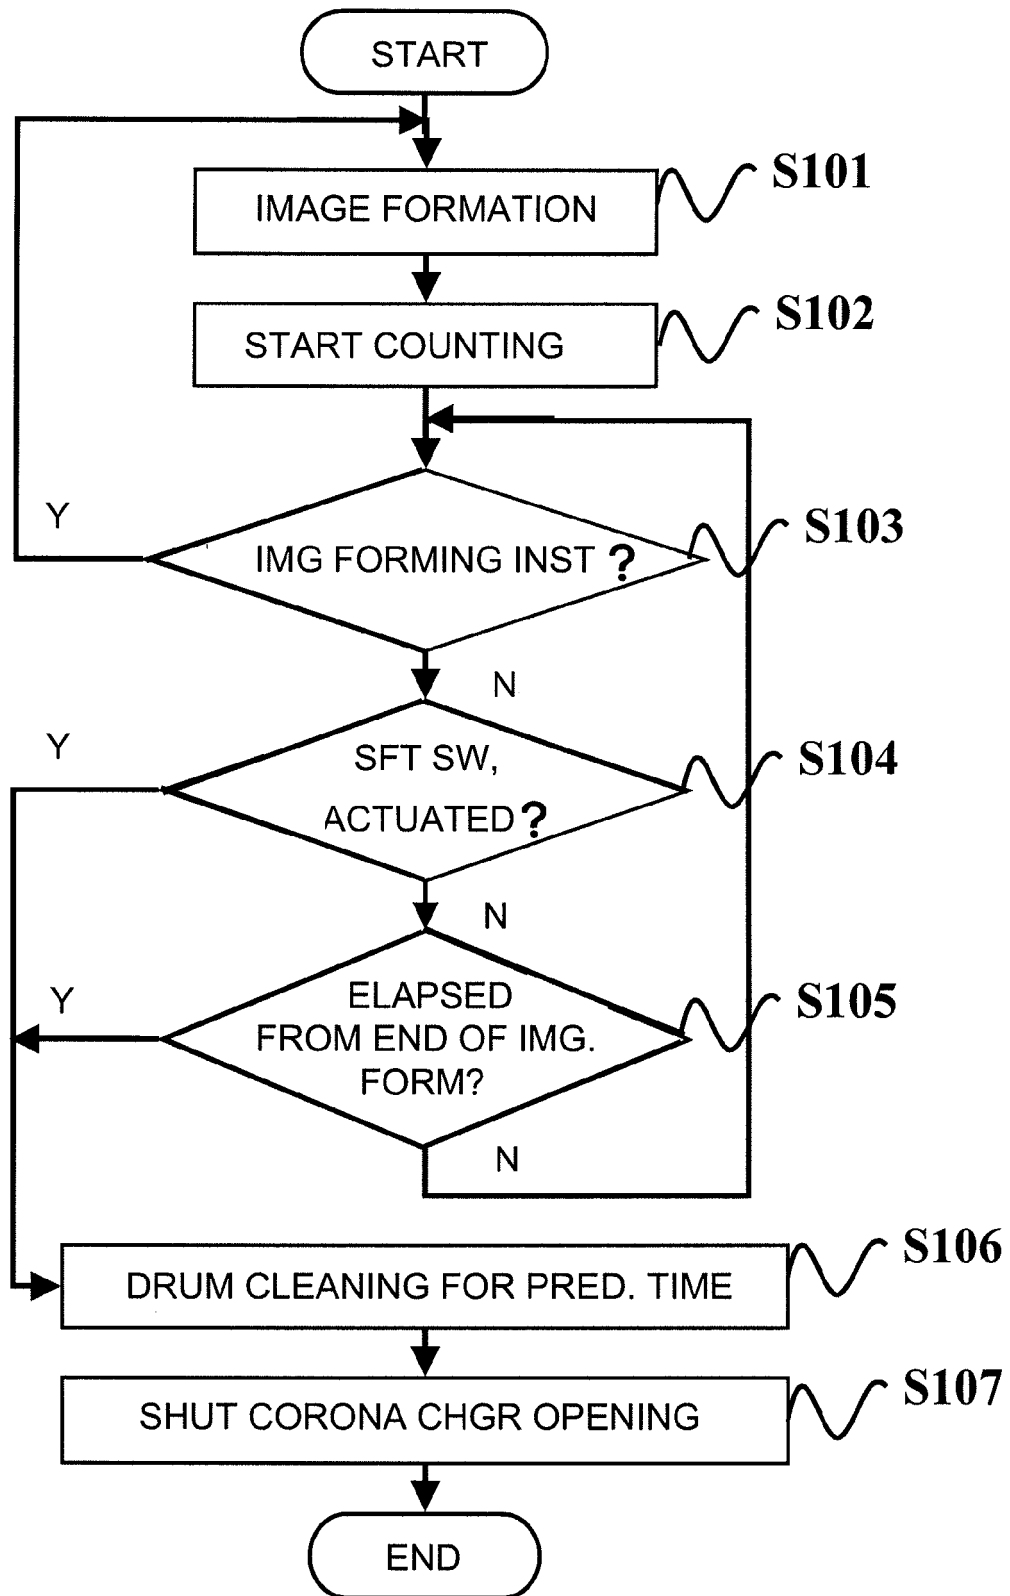 START
IMAGE FORMATION
S101
START COUNTING
S102
Y
IMG FORMING INST ?
S103
N
Y
SFT SW,
ACTUATED ?
S104
N
Y
ELAPSED
FROM END OF IMG.
FORM?
S105
N
DRUM CLEANING FOR PRED. TIME
S106
SHUT CORONA CHGR OPENING
S107
END